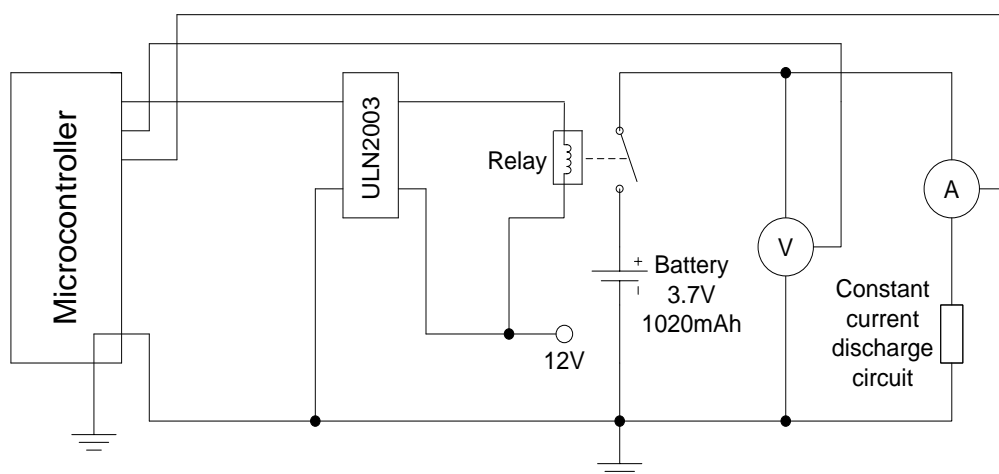 Microcontroller
ULN2003
Relay
+
Battery
3.7V
1020mAh
12V
V
A
Constant
current
discharge
circuit